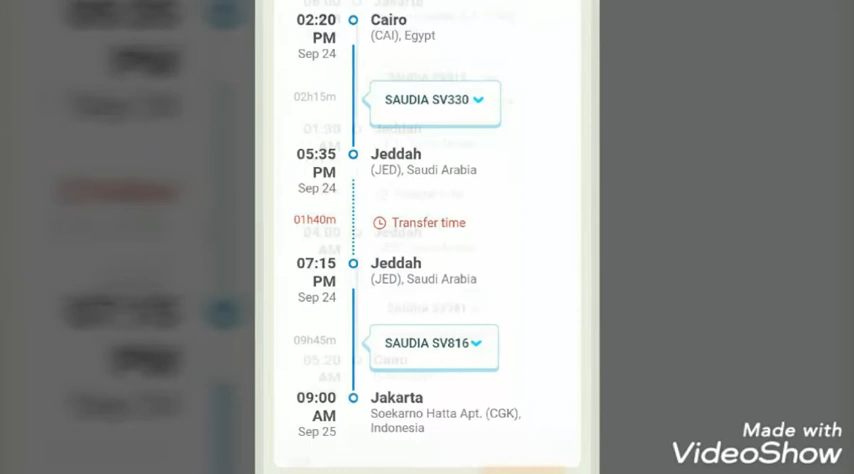 02:20 PM Sep 24
Cairo
(CAI), Egypt
02h15m
SAUDIA SV330
05:35 PM Sep 24
Jeddah
(JED), Saudi Arabia
01h40m
Transfer time
07:15 PM Sep 24
Jeddah
(JED), Saudi Arabia
09h45m
SAUDIA SV816
09:00 AM Sep 25
Jakarta
Soekarno Hatta Apt. (CGK),
Indonesia
Made with
VideoShow